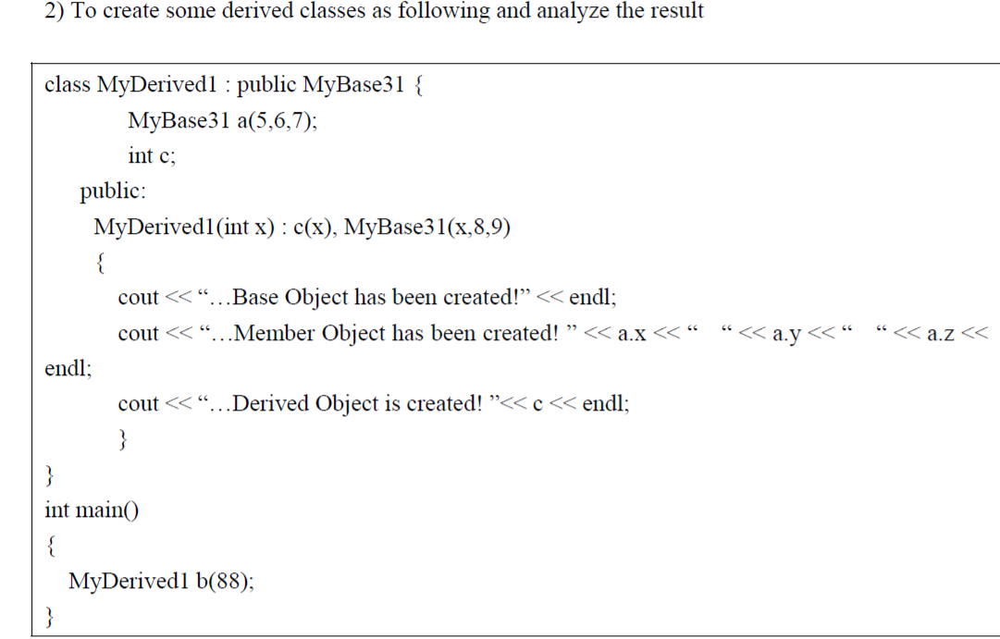 2) To create some derived classes as following and analyze the result
class MyDerived1 : public MyBase31 {
MyBase31 a(5,6,7);
int c;
public:
MyDerived1(int x) : c(x), MyBase31(x,8,9)
{
cout << “…Base Object has been created!” << endl;
cout << “…Member Object has been created! ” << a.x << “ “ << a.y << “ “ << a.z <<
endl;
cout << “…Derived Object is created! ”<< c << endl;
}
}
int main()
{
MyDerived1 b(88);
}